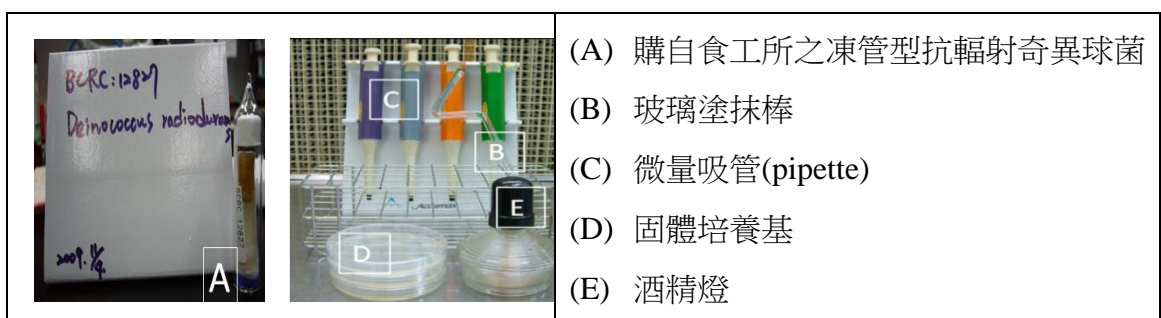 BCRC:12827
Deinococcus radiodurans
2009.
BCRC 12827
A
C
B
E
D
(A) 購自食工所之凍管型抗輻射奇異球菌
(B) 玻璃塗抹棒
(C) 微量吸管(pipette)
(D) 固體培養基
(E) 酒精燈